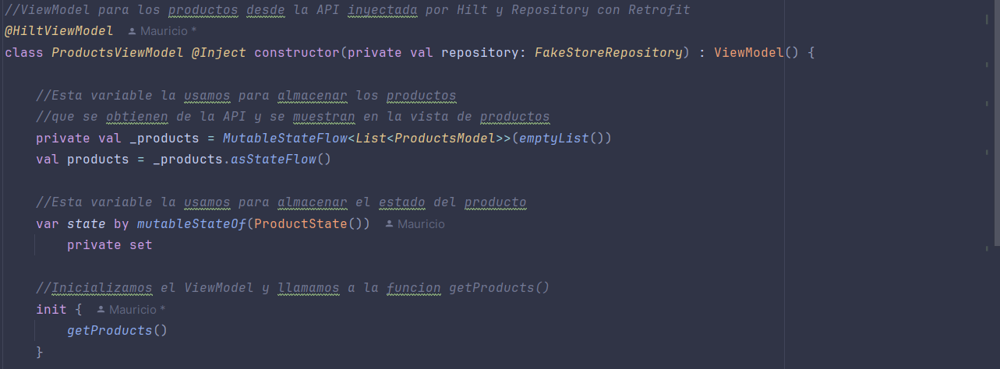 //ViewModel para los productos desde la API inyectada por Hilt y Repository con Retrofit
@HiltViewModel Mauricio *
class ProductsViewModel @Inject constructor(private val repository: FakeStoreRepository) : ViewModel() {
//Esta variable la usamos para almacenar los productos
//que se obtienen de la API y se muestran en la vista de productos
private val _products = MutableStateFlow<List<ProductsModel>>(emptyList())
val products = _products.asStateFlow()
//Esta variable la usamos para almacenar el estado del producto
var state by mutableStateOf(ProductState()) Mauricio
private set
//Inicializamos el ViewModel y llamamos a la funcion getProducts()
init { Mauricio *
getProducts()
}